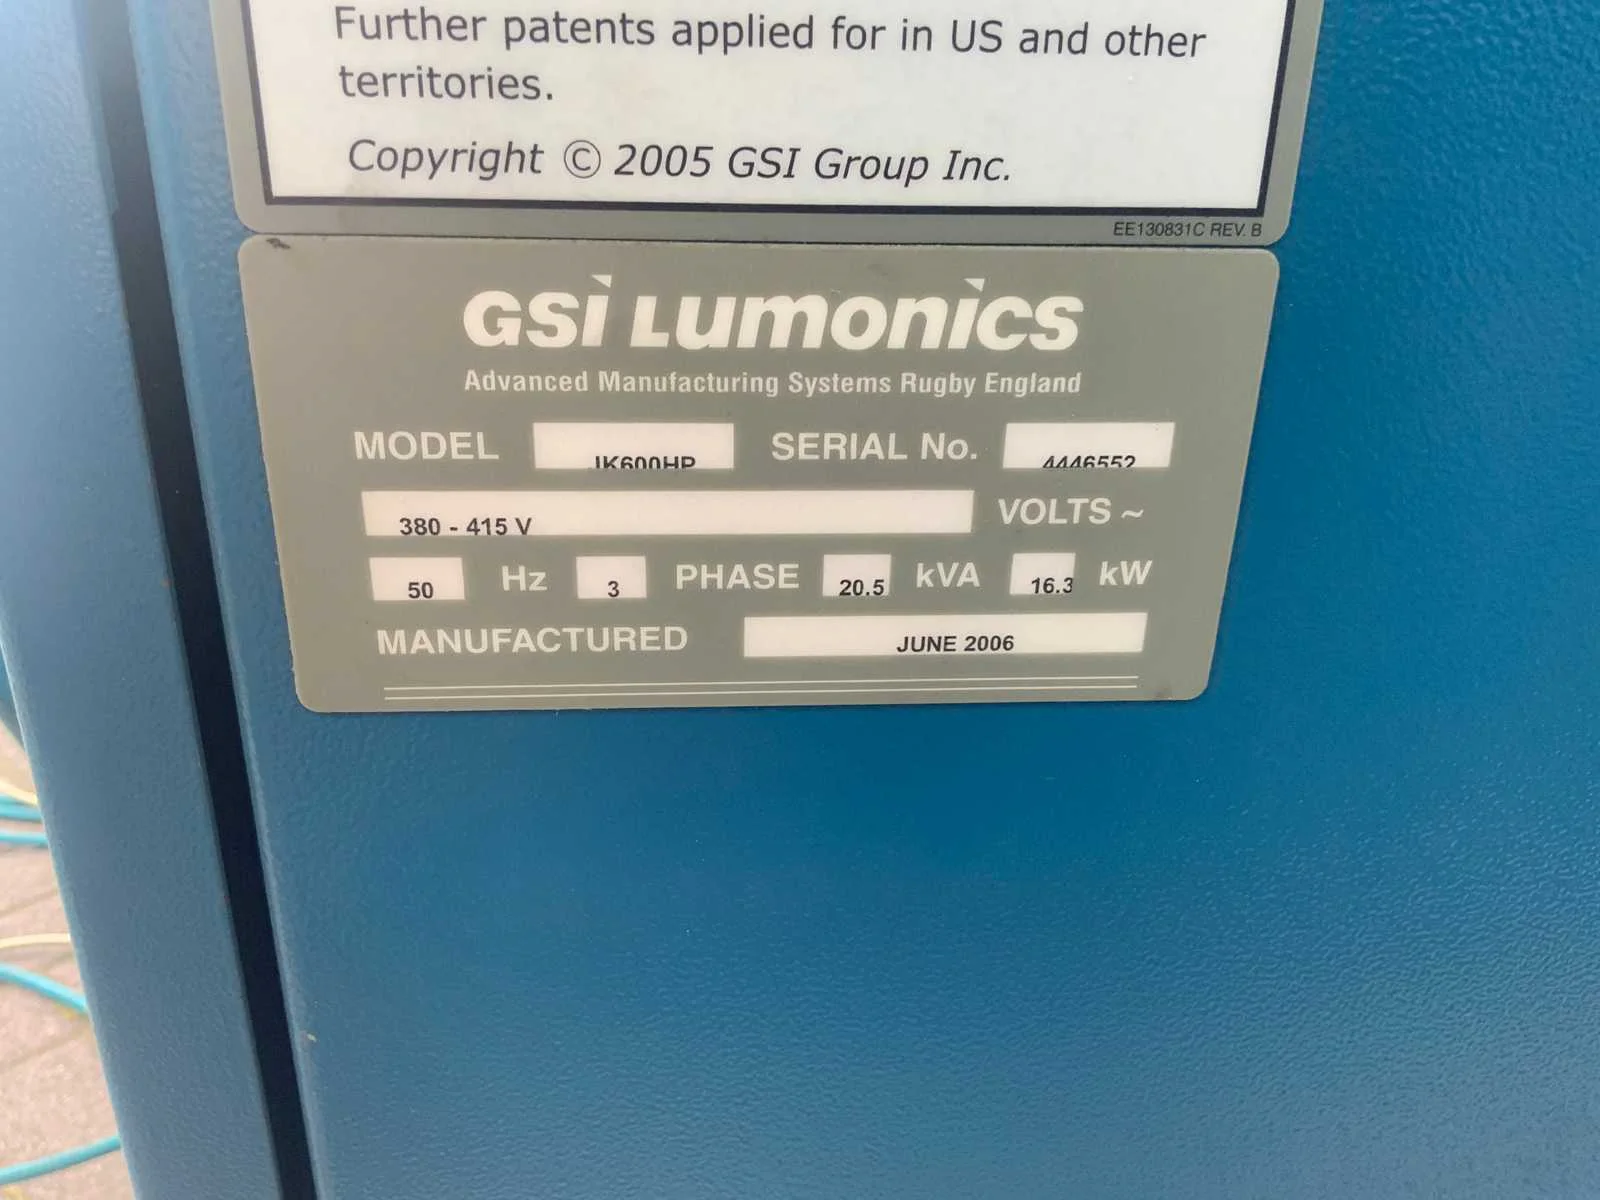 Further patents applied for in US and other
territories.
Copyright © 2005 GSI Group Inc.
EE130831C REV. B
GSi Lumonics
Advanced Manufacturing Systems Rugby England
MODEL JK600HP SERIAL No. 4446552
380 - 415 V VOLTS ~
50 Hz 3 PHASE 20.5 kVA 16.3 kW
MANUFACTURED JUNE 2006